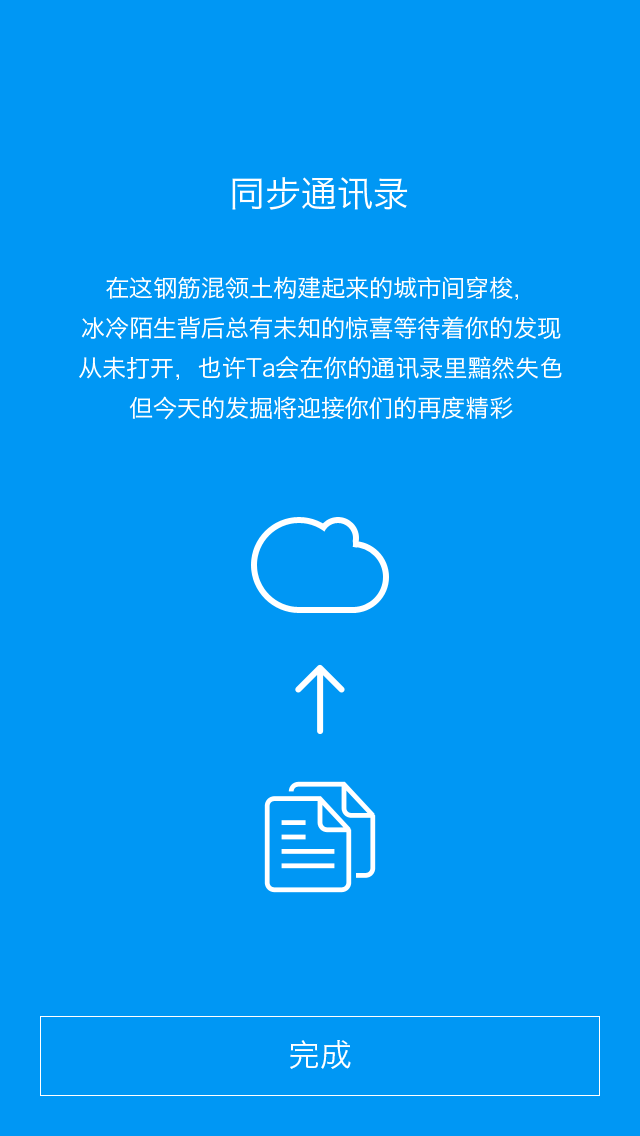 同步通讯录
在这钢筋混领土构建起来的城市间穿梭，
冰冷陌生背后总有未知的惊喜等待着你的发现
从未打开，也许Ta会在你的通讯录里黯然失色
但今天的发掘将迎接你们的再度精彩
完成